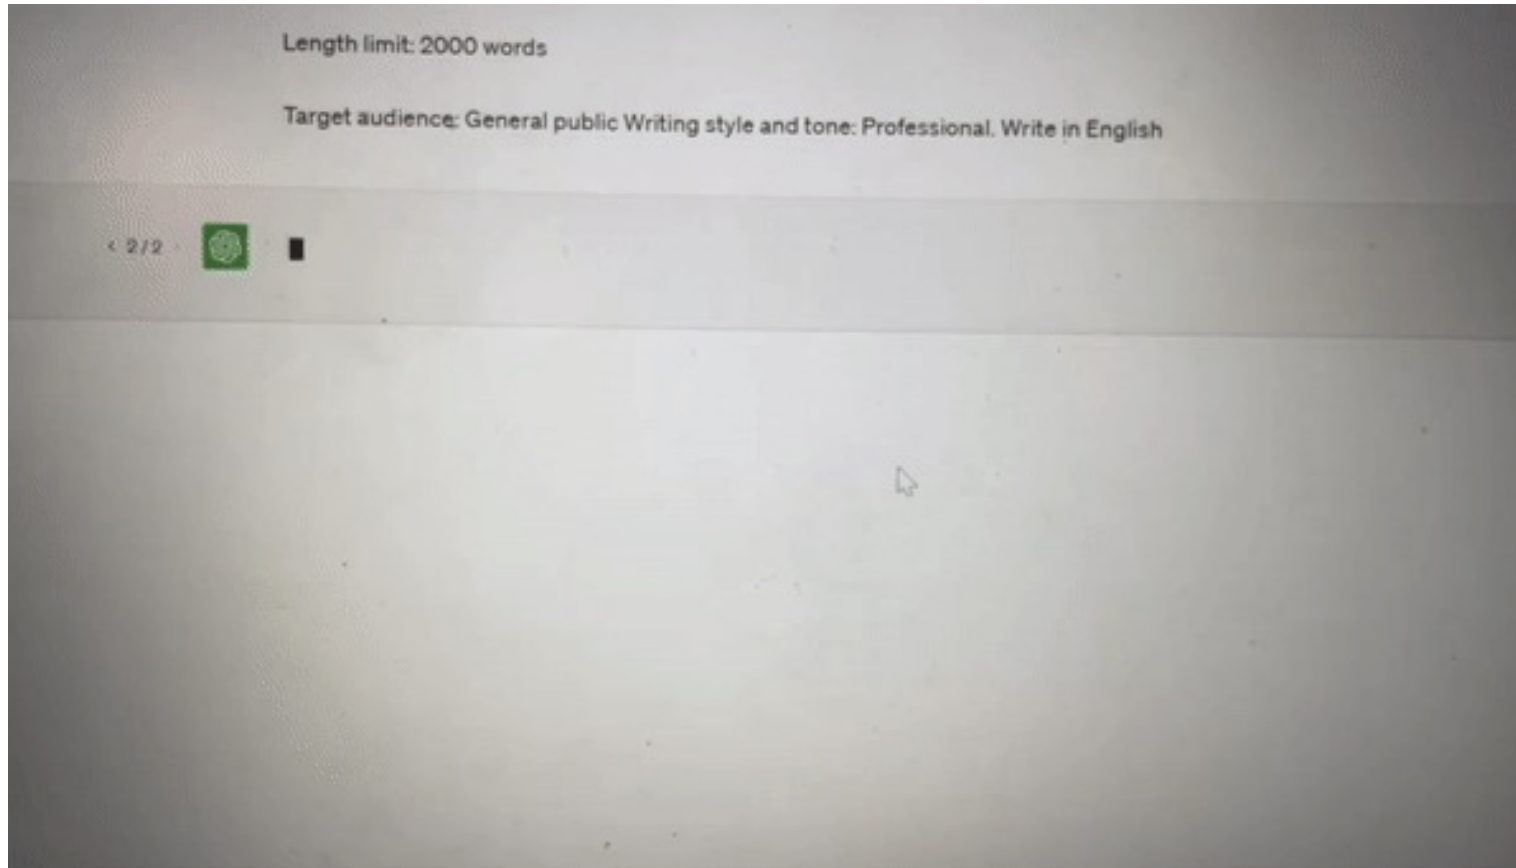 Length limit: 2000 words
Target audience: General public Writing style and tone: Professional. Write in English
< 2/2 >